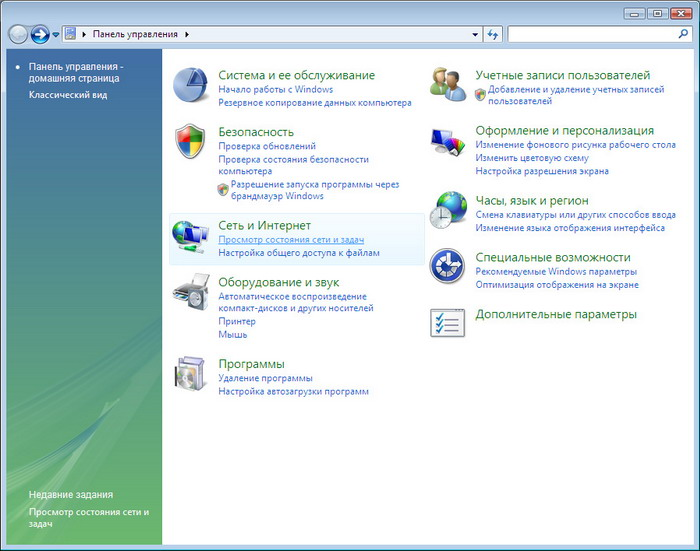 Панель управления
Панель управления -
домашняя страница
Классический вид
Система и ее обслуживание
Начало работы с Windows
Резервное копирование данных компьютера
Безопасность
Проверка обновлений
Проверка состояния безопасности
компьютера
Разрешение запуска программы через
брандмауэр Windows
Сеть и Интернет
Просмотр состояния сети и задач
Настройка общего доступа к файлам
Оборудование и звук
Автоматическое воспроизведение
компакт-дисков и других носителей
Принтер
Мышь
Программы
Удаление программы
Настройка автозагрузки программ
Учетные записи пользователей
Добавление и удаление учетных записей
пользователей
Оформление и персонализация
Изменение фонового рисунка рабочего стола
Изменить цветовую схему
Настройка разрешения экрана
Часы, язык и регион
Смена клавиатуры или других способов ввода
Изменение языка отображения интерфейса
Специальные возможности
Рекомендуемые Windows параметры
Оптимизация отображения на экране
Дополнительные параметры
Недавние задания
Просмотр состояния сети и
задач